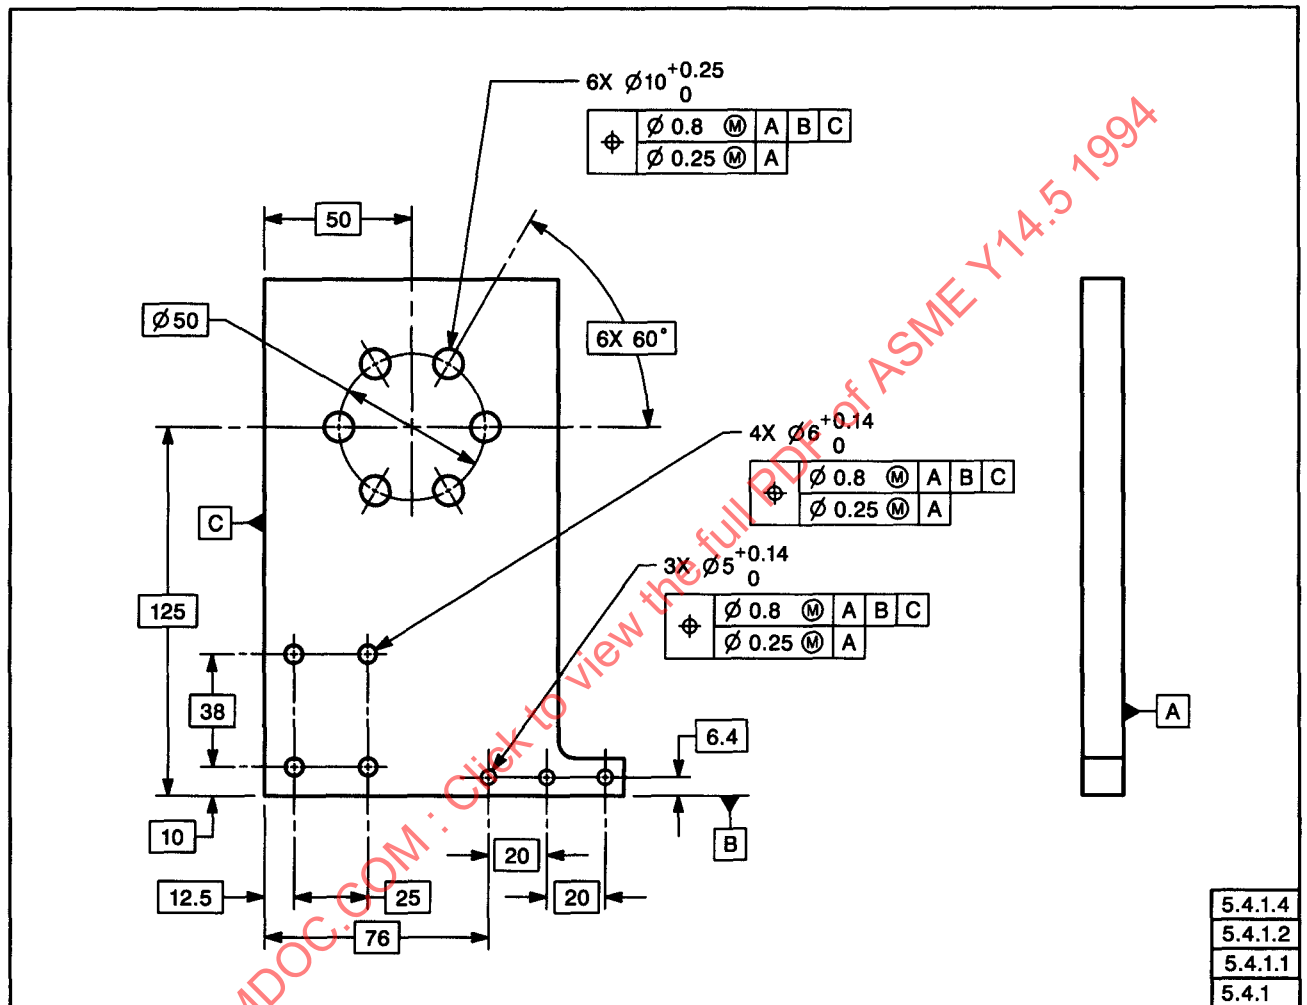 6X ⌀10 +0.25
0
⌖ ⌀ 0.8 Ⓜ A B C
⌀ 0.25 Ⓜ A
50
⌀50
6X 60°
4X ⌀6 +0.14
0
⌖ ⌀ 0.8 Ⓜ A B C
⌀ 0.25 Ⓜ A
C
3X ⌀5 +0.14
0
⌖ ⌀ 0.8 Ⓜ A B C
⌀ 0.25 Ⓜ A
125
38
A
6.4
10
B
20
12.5
25
20
76
5.4.1.4
5.4.1.2
5.4.1.1
5.4.1
MDOC.COM : Click to view the full PDF of ASME Y14.5 1994